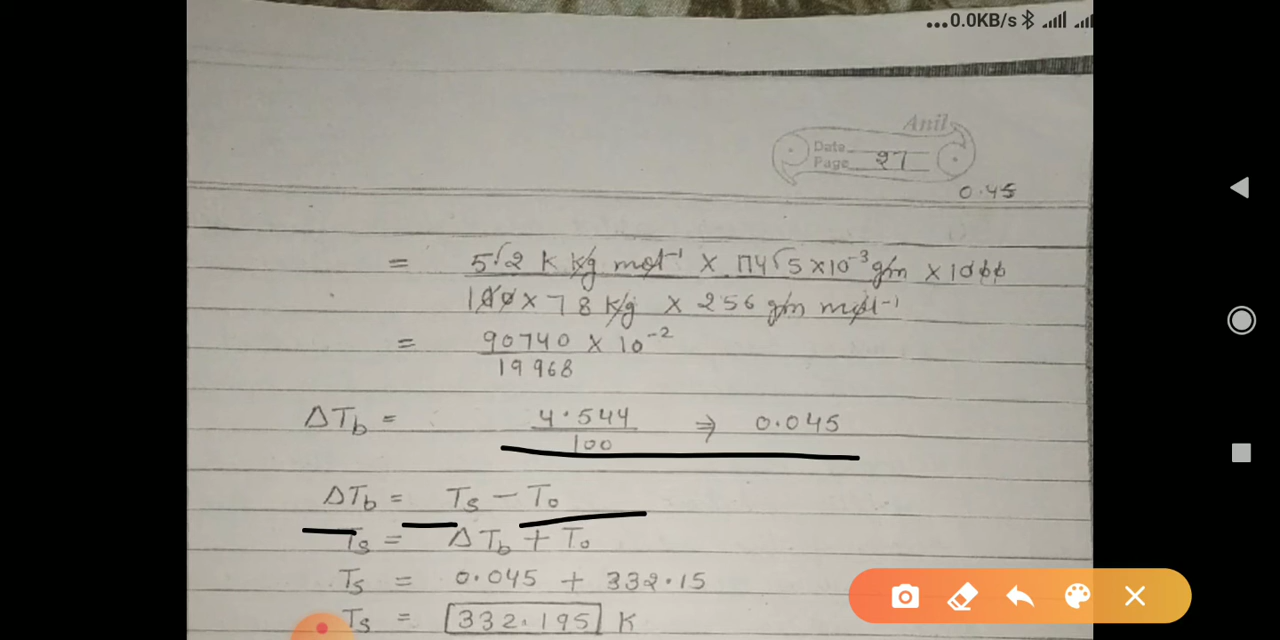 ...0.0KB/s
Anil
Date
Page 27
0.45
= 5.2 K Kg mol⁻¹ × 1745×10⁻³ gm × 1000
100 × 78 Kg × 256 gm mol⁻¹
= 90740 × 10⁻²
19968
ΔTb = 4.544 ⇒ 0.045
100
ΔTb = Ts − To
Ts = ΔTb + To
Ts = 0.045 + 332.15
Ts = 332.195 K